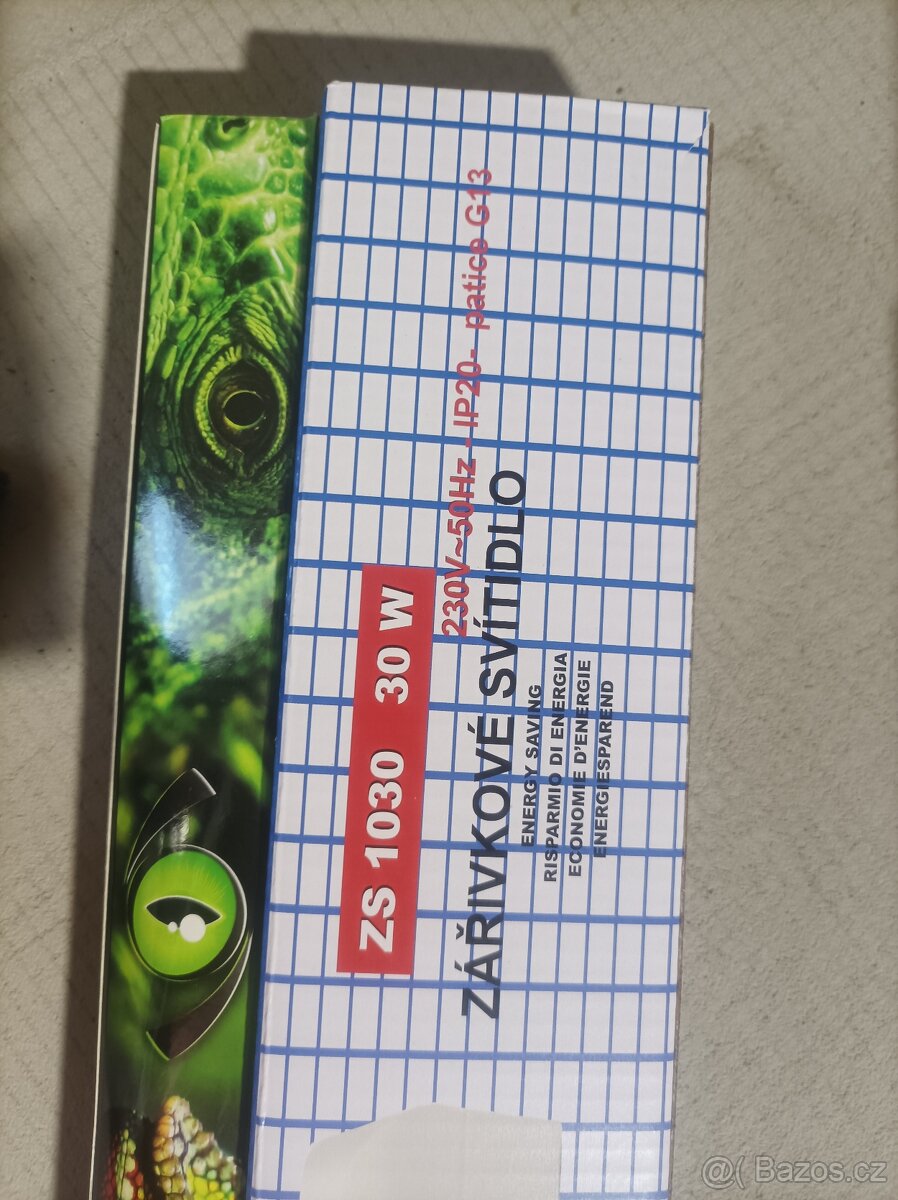 ZS 1030 30 W
230V~50Hz - IP20- patice G13
ZÁŘIVKOVÉ SVÍTIDLO
ENERGY SAVING
RISPARMIO DI ENERGIA
ECONOMIE D'ENERGIE
ENERGIESPAREND
@( Bazos.cz